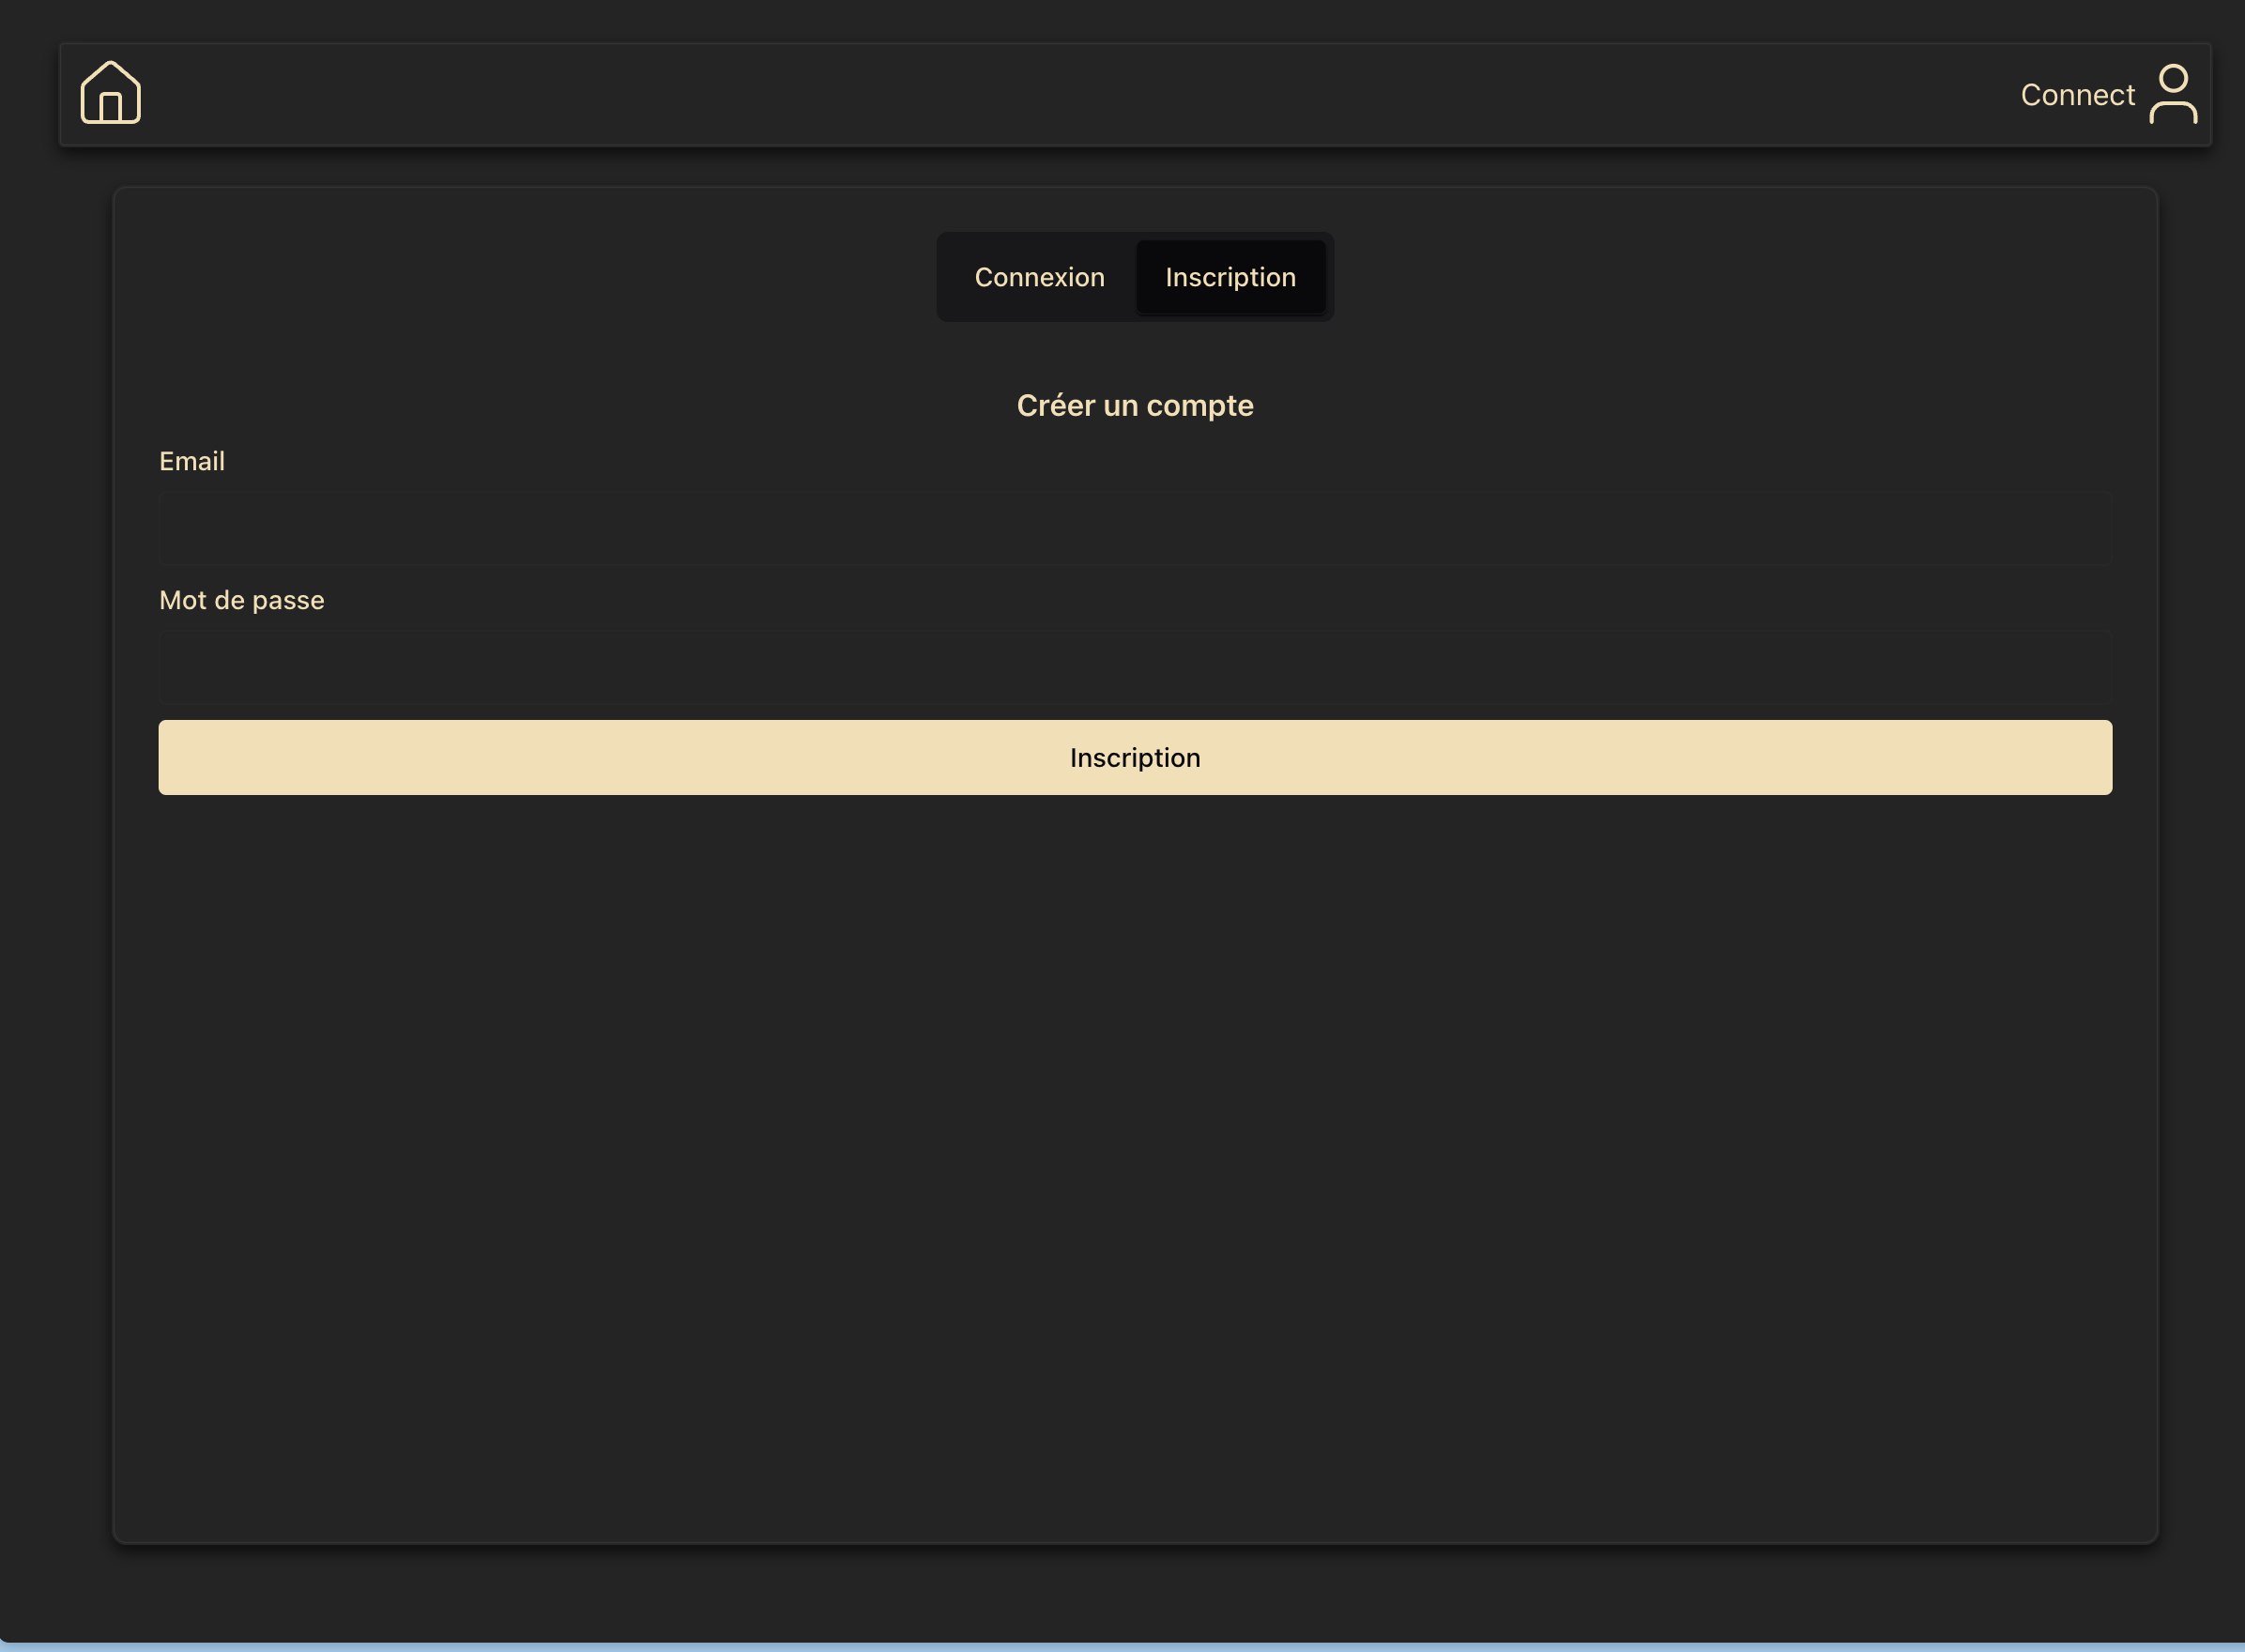 Connect
Connexion Inscription
Créer un compte
Email
Mot de passe
Inscription